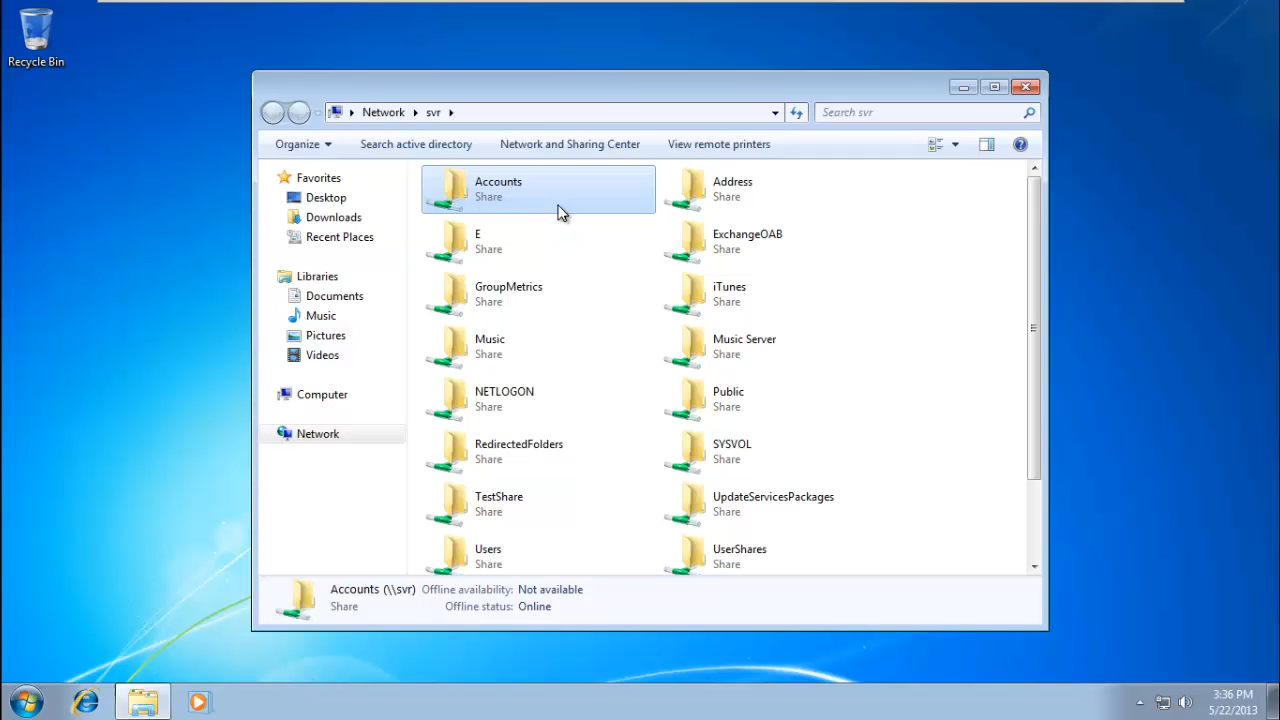 Recycle Bin
Network svr
Search svr
Organize
Search active directory
Network and Sharing Center
View remote printers
Favorites
Desktop
Downloads
Recent Places
Libraries
Documents
Music
Pictures
Videos
Computer
Network
Accounts
Share
Address
Share
E
Share
ExchangeOAB
Share
GroupMetrics
Share
iTunes
Share
Music
Share
Music Server
Share
NETLOGON
Share
Public
Share
RedirectedFolders
Share
SYSVOL
Share
TestShare
Share
UpdateServicesPackages
Share
Users
Share
UserShares
Share
Accounts (\\svr) Offline availability: Not available
Share Offline status: Online
3:36 PM
5/22/2013